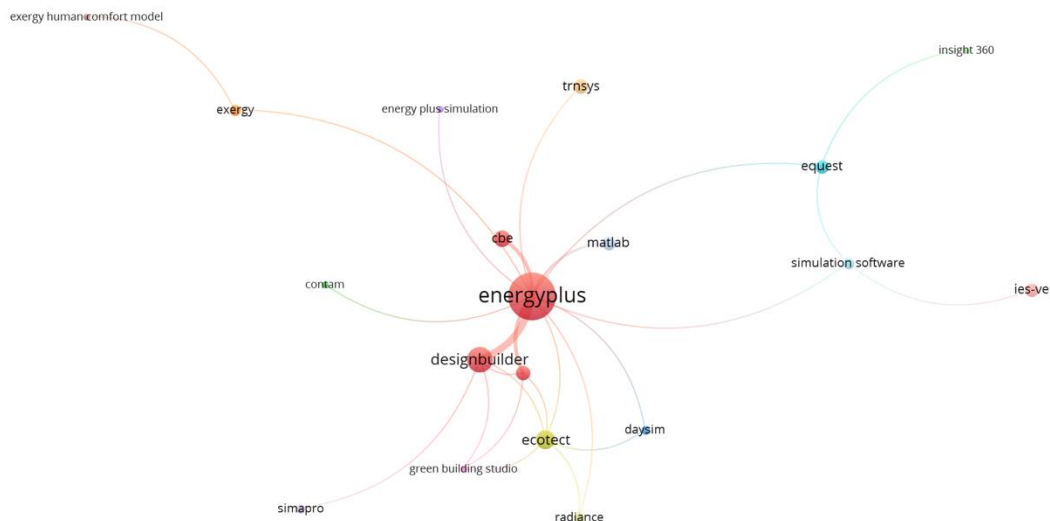 exergy human comfort model
insight 360
trnsys
exergy
energy plus simulation
equest
cbe
matlab
simulation software
contam
ies-ve
energyplus
designbuilder
daysim
ecotect
green building studio
simapro
radiance